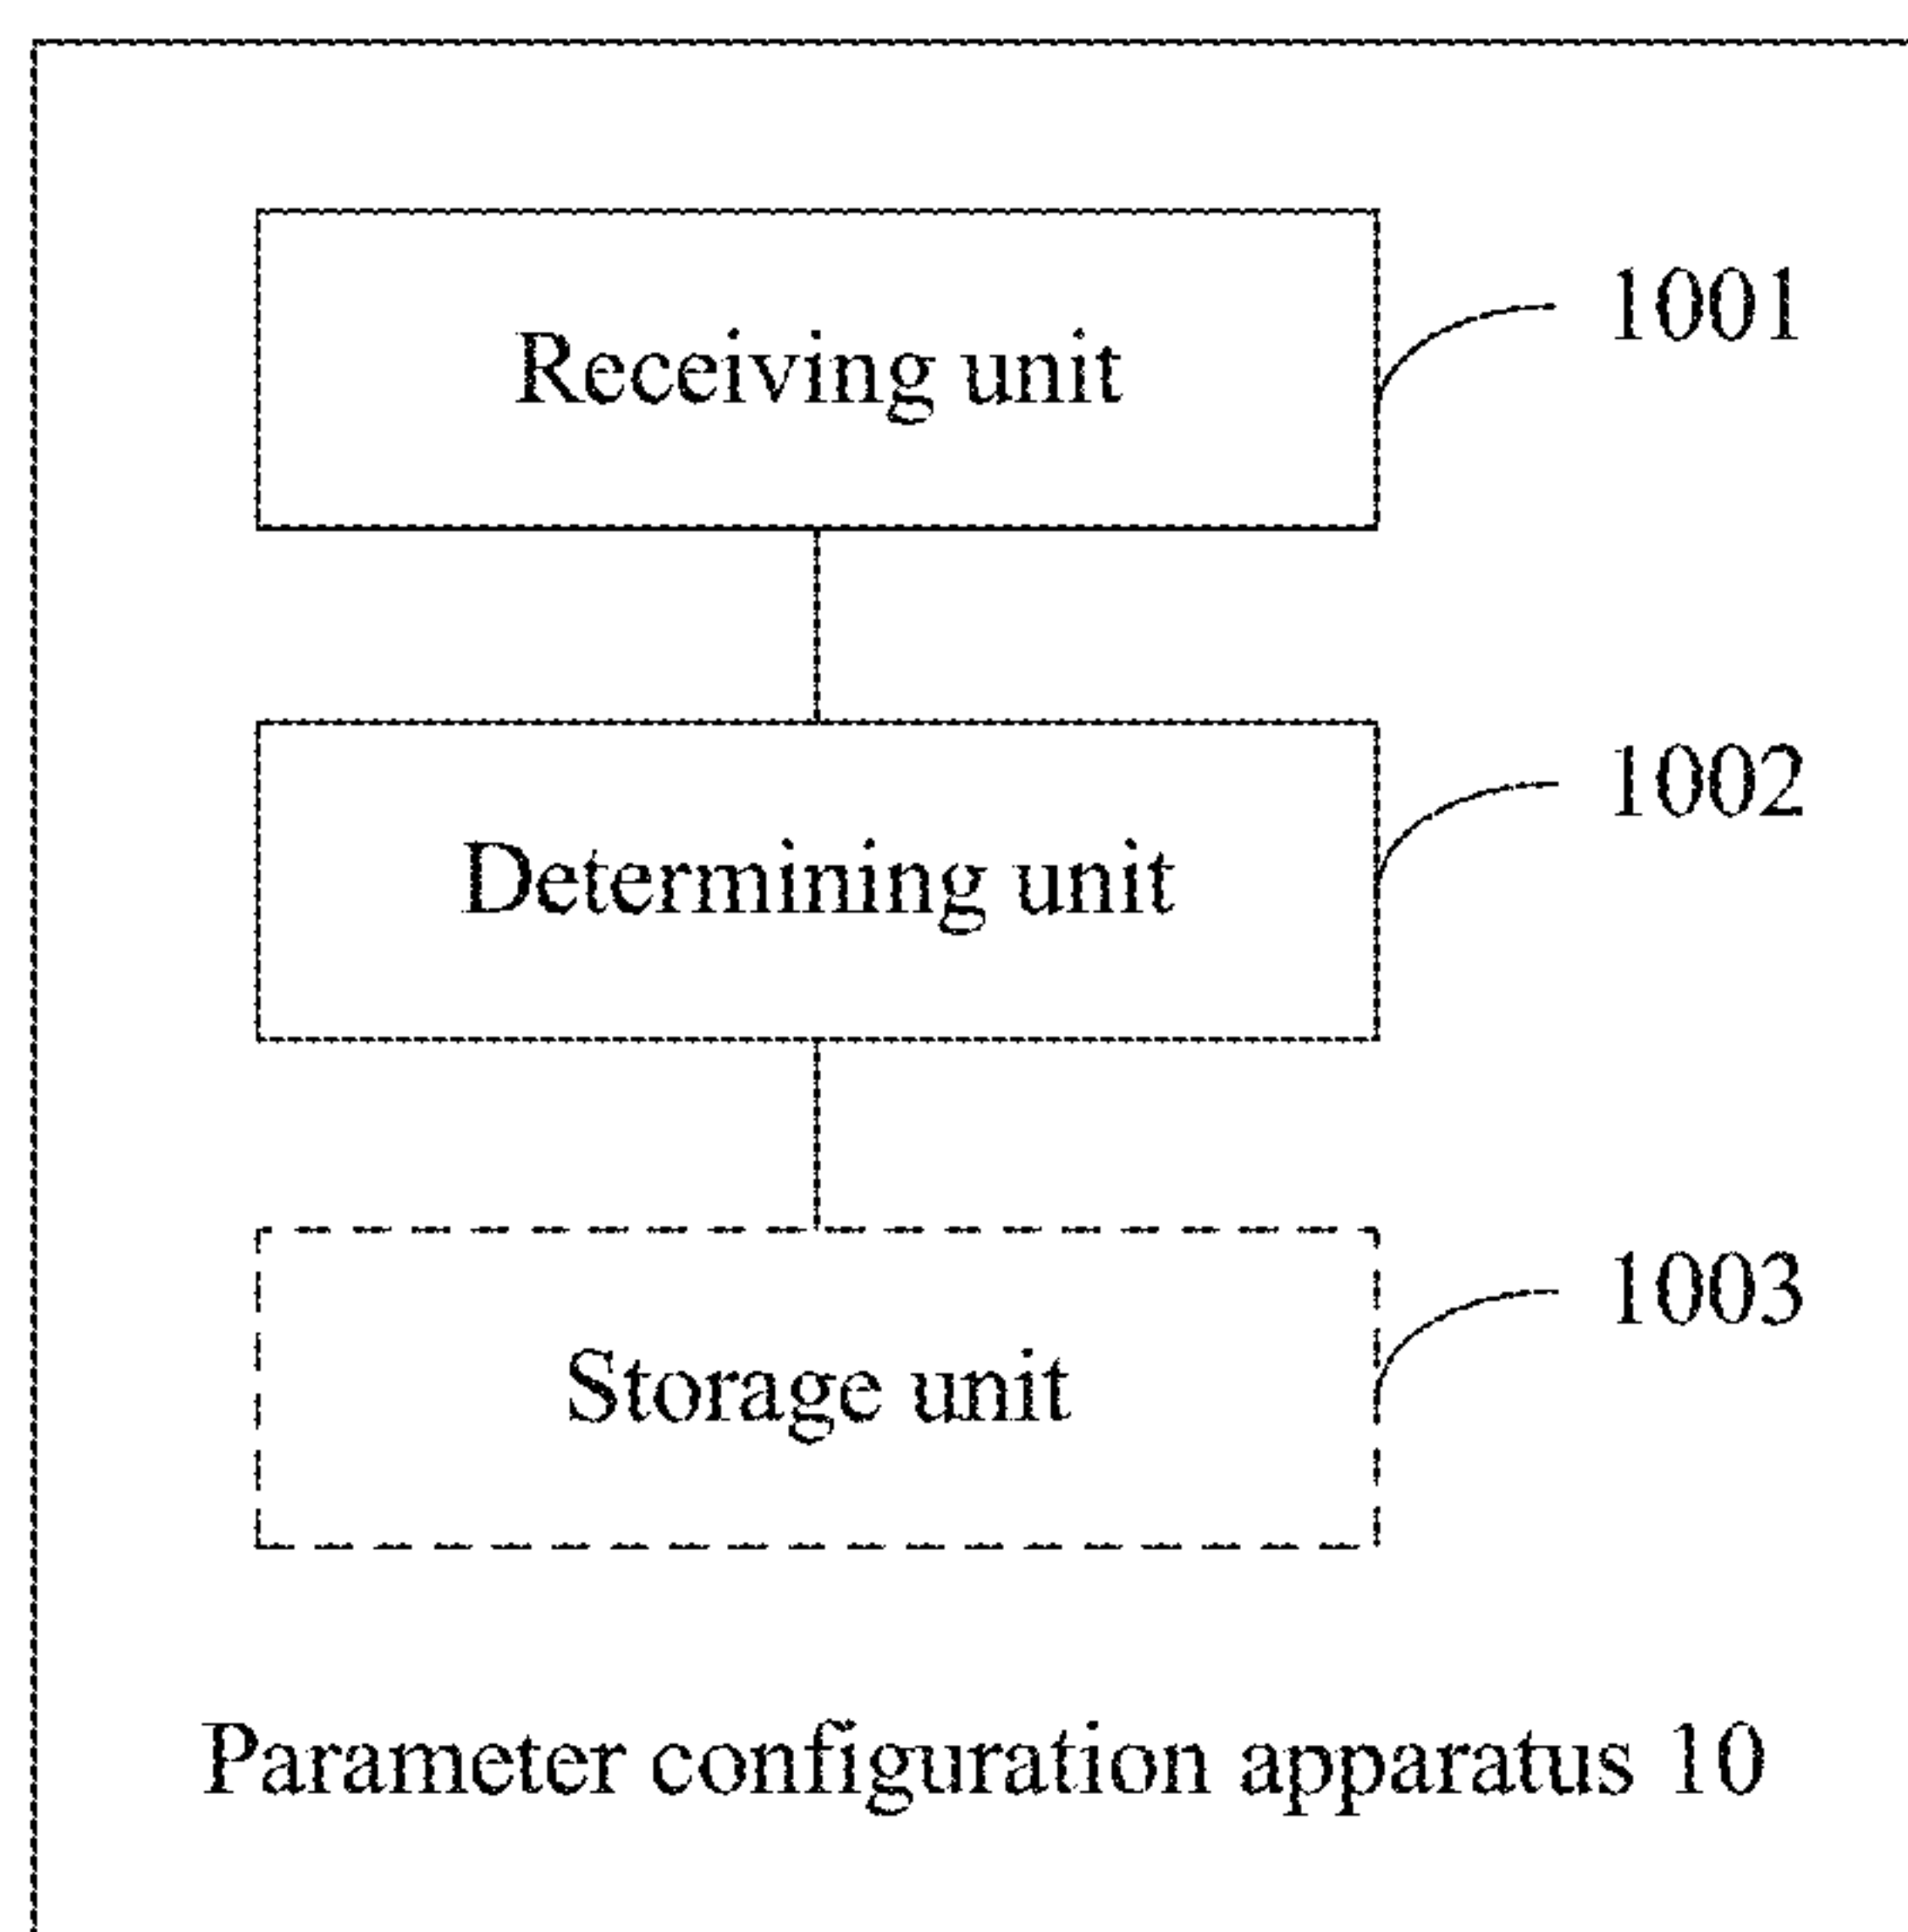 Receiving unit
1001
Determining unit
1002
Storage unit
1003
Parameter configuration apparatus 10